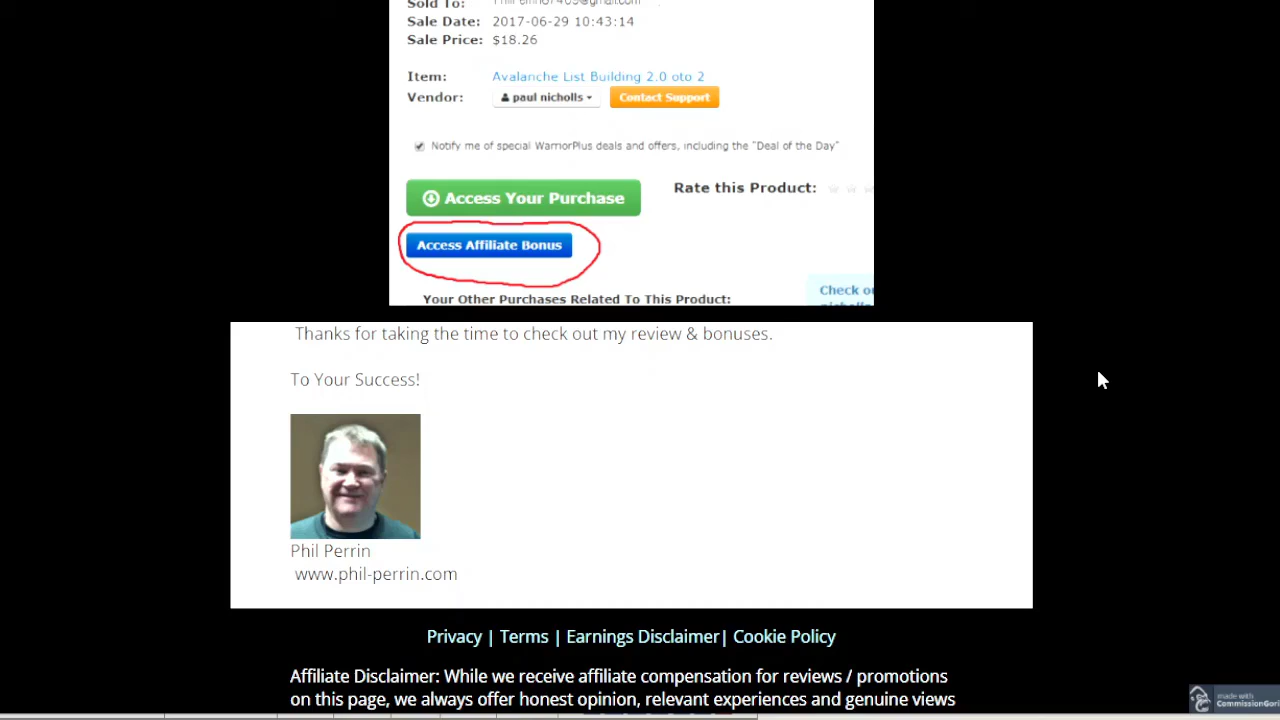 Sold To:
Sale Date: 2017-06-29 10:43:14
Sale Price: $18.26
Item: Avalanche List Building 2.0 oto 2
Vendor: paul nicholls Contact Support
Notify me of special WarriorPlus deals and offers, including the "Deal of the Day"
Access Your Purchase Rate this Product:
Access Affiliate Bonus
Your Other Purchases Related To This Product:
Check
Thanks for taking the time to check out my review & bonuses.
To Your Success!
Phil Perrin
www.phil-perrin.com
Privacy | Terms | Earnings Disclaimer| Cookie Policy
Affiliate Disclaimer: While we receive affiliate compensation for reviews / promotions
on this page, we always offer honest opinion, relevant experiences and genuine views
made with